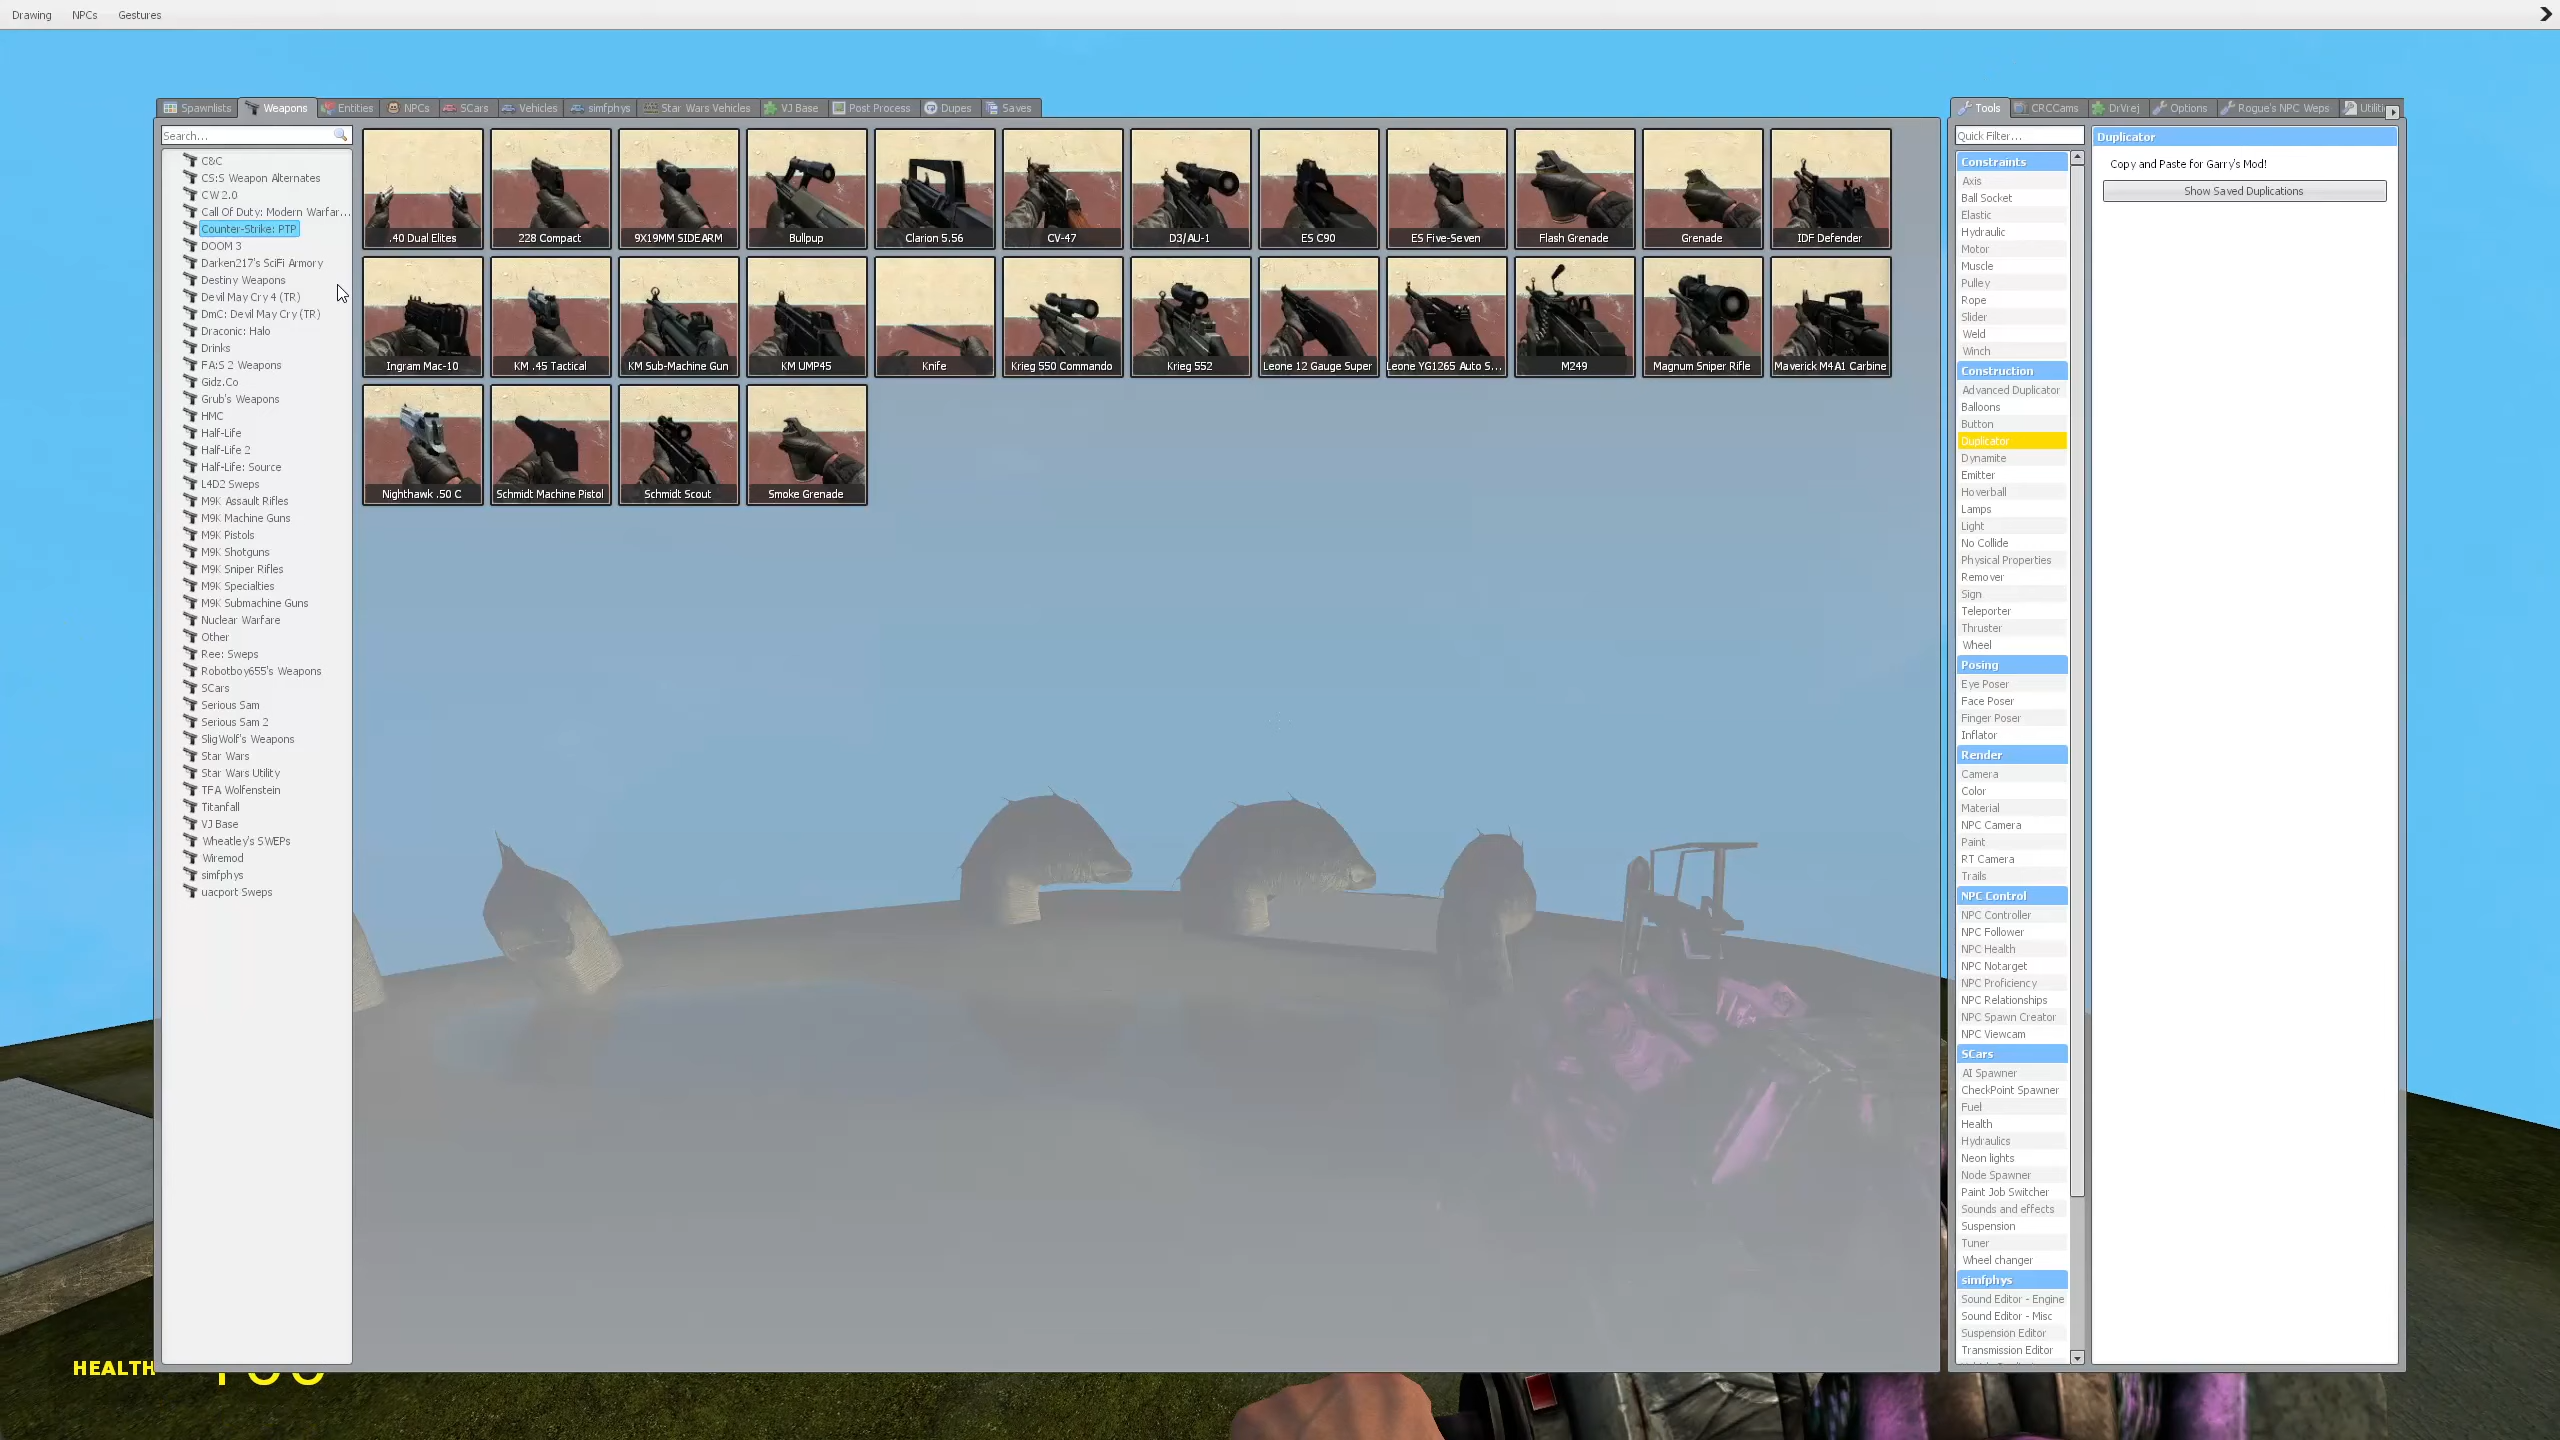 Drawing NPCs Gestures
Spawnlists Weapons Entities NPCs SCars Vehicles simfphys Star Wars Vehicles VJ Base Post Process Dupes Saves
Search...
C&C
CS:S Weapon Alternates
CW 2.0
Call Of Duty: Modern Warfar...
Counter-Strike: PTP
DOOM 3
Darken217's SciFi Armory
Destiny Weapons
Devil May Cry 4 (TR)
DmC: Devil May Cry (TR)
Draconic: Halo
Drinks
FA:S 2 Weapons
Gidz.Co
Grub's Weapons
HMC
Half-Life
Half-Life 2
Half-Life: Source
L4D2 Sweps
M9K Assault Rifles
M9K Machine Guns
M9K Pistols
M9K Shotguns
M9K Sniper Rifles
M9K Specialties
M9K Submachine Guns
Nuclear Warfare
Other
Ree: Sweps
Robotboy655's Weapons
SCars
Serious Sam
Serious Sam 2
SligWolf's Weapons
Star Wars
Star Wars Utility
TFA Wolfenstein
Titanfall
VJ Base
Wheatley's SWEPs
Wiremod
simfphys
uacport Sweps
.40 Dual Elites 228 Compact 9X19MM SIDEARM Bullpup Clarion 5.56 CV-47 D3/AU-1 ES C90 ES Five-Seven Flash Grenade Grenade IDF Defender
Ingram Mac-10 KM .45 Tactical KM Sub-Machine Gun KM UMP45 Knife Krieg 550 Commando Krieg 552 Leone 12 Gauge Super Leone YG1265 Auto S... M249 Magnum Sniper Rifle Maverick M4A1 Carbine
Nighthawk .50 C Schmidt Machine Pistol Schmidt Scout Smoke Grenade
Tools CRCCams DrVrej Options Rogue's NPC Weps Utiliti
Quick Filter...
Constraints
Axis
Ball Socket
Elastic
Hydraulic
Motor
Muscle
Pulley
Rope
Slider
Weld
Winch
Construction
Advanced Duplicator
Balloons
Button
Duplicator
Dynamite
Emitter
Hoverball
Lamps
Light
No Collide
Physical Properties
Remover
Sign
Teleporter
Thruster
Wheel
Posing
Eye Poser
Face Poser
Finger Poser
Inflator
Render
Camera
Color
Material
NPC Camera
Paint
RT Camera
Trails
NPC Control
NPC Controller
NPC Follower
NPC Health
NPC Notarget
NPC Proficiency
NPC Relationships
NPC Spawn Creator
NPC Viewcam
SCars
AI Spawner
CheckPoint Spawner
Fuel
Health
Hydraulics
Neon lights
Node Spawner
Paint Job Switcher
Sounds and effects
Suspension
Tuner
Wheel changer
simfphys
Sound Editor - Engine
Sound Editor - Misc
Suspension Editor
Transmission Editor
Duplicator
Copy and Paste for Garry's Mod!
Show Saved Duplications
HEALTH 100